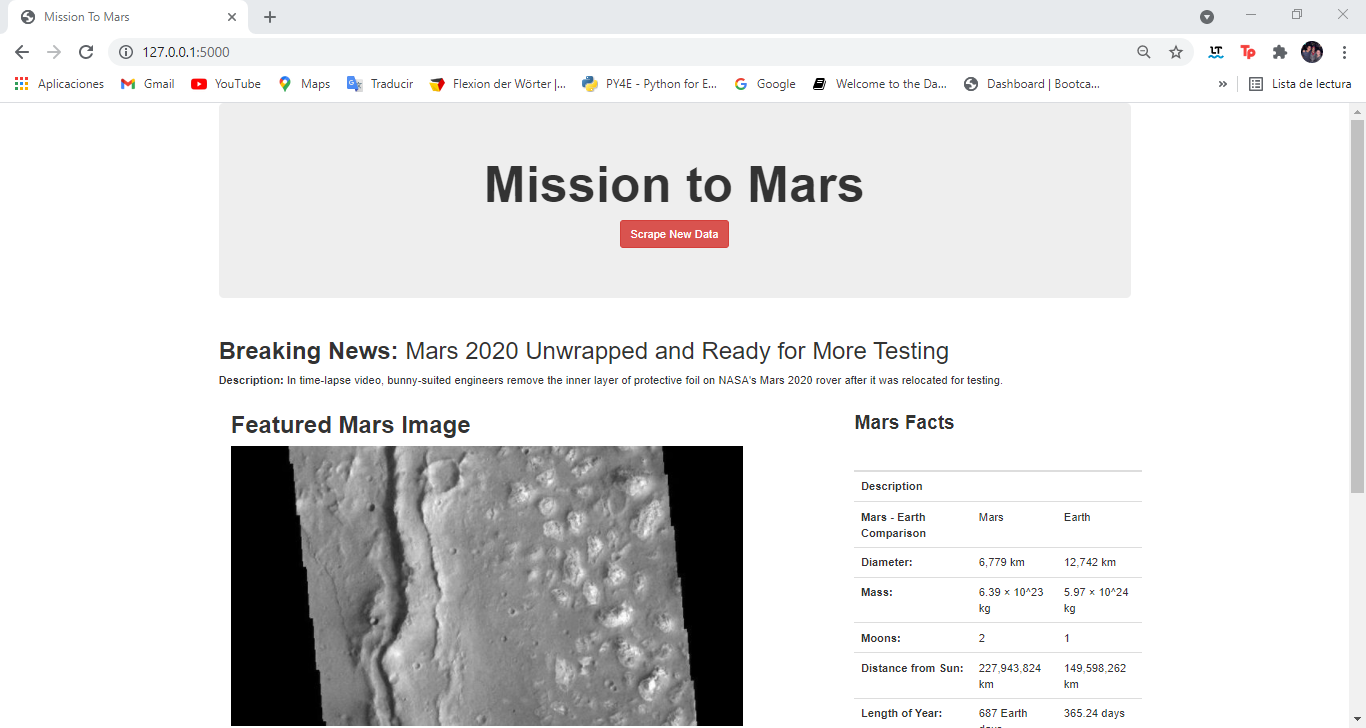 Mission To Mars
127.0.0.1:5000
Aplicaciones
Gmail
YouTube
Maps
Traducir
Flexion der Wörter |...
PY4E - Python for E...
Google
Welcome to the Da...
Dashboard | Bootca...
»
Lista de lectura
LT
Tp
Mission to Mars
Scrape New Data
Breaking News: Mars 2020 Unwrapped and Ready for More Testing
Description: In time-lapse video, bunny-suited engineers remove the inner layer of protective foil on NASA's Mars 2020 rover after it was relocated for testing.
Featured Mars Image
Mars Facts
Description
Mars - Earth
Comparison
Mars
Earth
Diameter:
6,779 km
12,742 km
Mass:
6.39 × 10^23
kg
5.97 × 10^24
kg
Moons:
2
1
Distance from Sun:
227,943,824
km
149,598,262
km
Length of Year:
687 Earth
days
365.24 days